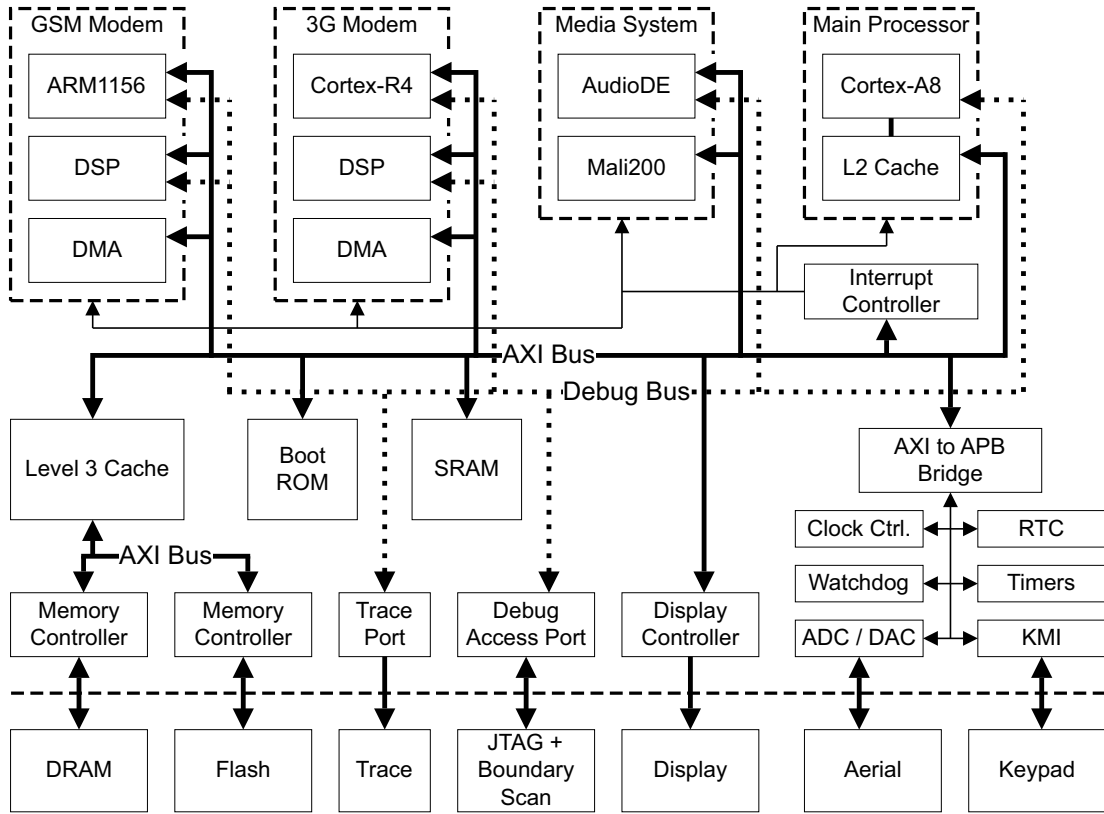 GSM Modem
3G Modem
Media System
Main Processor
ARM1156
Cortex-R4
AudioDE
Cortex-A8
DSP
DSP
Mali200
L2 Cache
DMA
DMA
Interrupt
Controller
AXI Bus
Debug Bus
Level 3 Cache
Boot
ROM
SRAM
AXI to APB
Bridge
Clock Ctrl.
RTC
AXI Bus
Watchdog
Timers
Memory
Controller
Memory
Controller
Trace
Port
Debug
Access Port
Display
Controller
ADC / DAC
KMI
DRAM
Flash
Trace
JTAG +
Boundary
Scan
Display
Aerial
Keypad